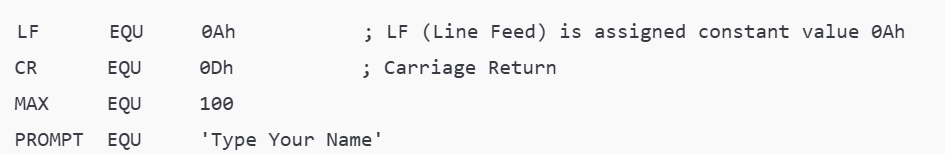 LF EQU 0Ah ; LF (Line Feed) is assigned constant value 0Ah
CR EQU 0Dh ; Carriage Return
MAX EQU 100
PROMPT EQU 'Type Your Name'